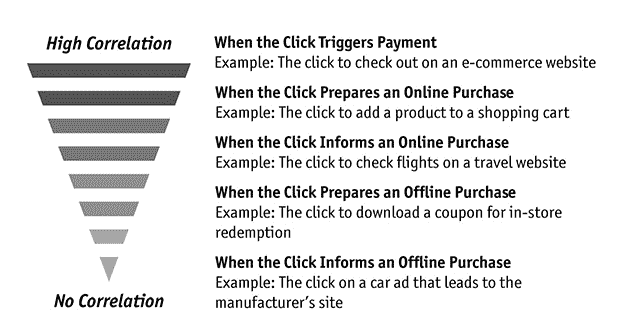 High Correlation
When the Click Triggers Payment
Example: The click to check out on an e-commerce website
When the Click Prepares an Online Purchase
Example: The click to add a product to a shopping cart
When the Click Informs an Online Purchase
Example: The click to check flights on a travel website
When the Click Prepares an Offline Purchase
Example: The click to download a coupon for in-store
redemption
When the Click Informs an Offline Purchase
Example: The click on a car ad that leads to the
manufacturer's site
No Correlation